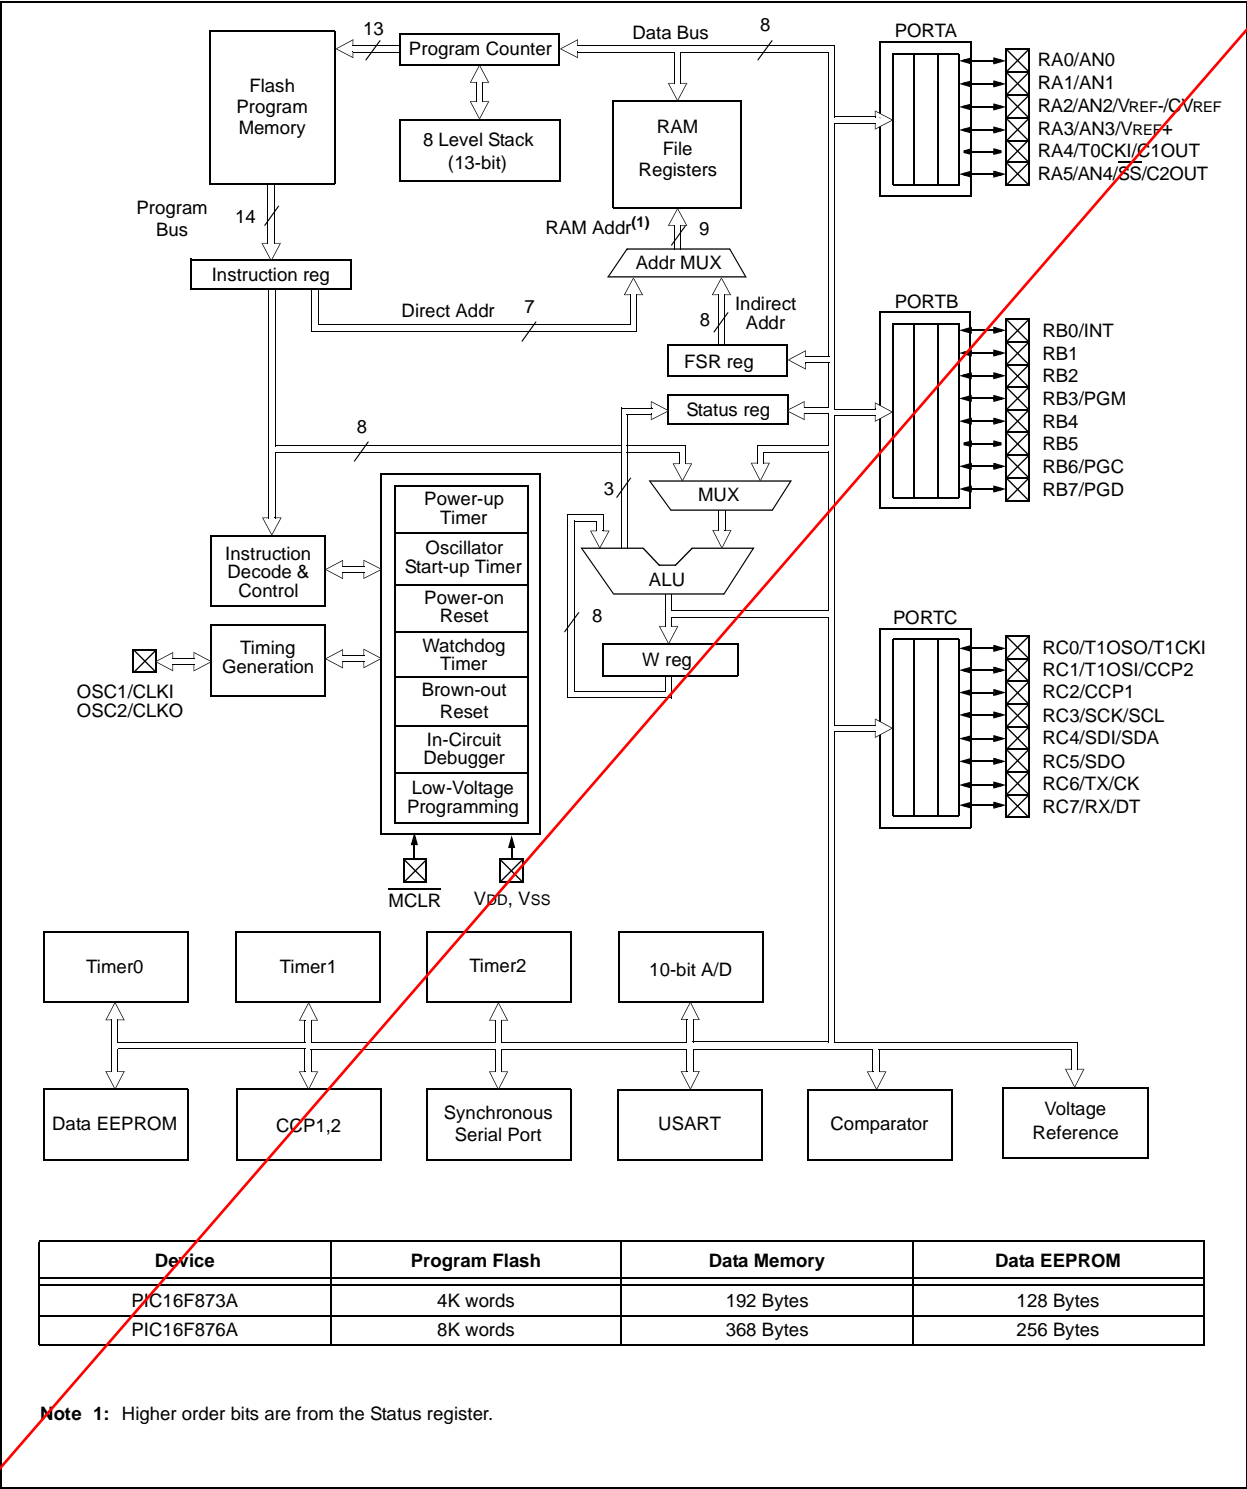 13
Program Counter
Data Bus
8
PORTA
Flash
Program
Memory
8 Level Stack
(13-bit)
RAM
File
Registers
RA0/AN0
RA1/AN1
RA2/AN2/VREF-/CVREF
RA3/AN3/VREF+
RA4/T0CKI/C1OUT
RA5/AN4/SS/C2OUT
Program
Bus
14
RAM Addr(1)
9
Instruction reg
Addr MUX
Direct Addr
7
8
Indirect
Addr
FSR reg
Status reg
PORTB
RB0/INT
RB1
RB2
RB3/PGM
RB4
RB5
RB6/PGC
RB7/PGD
8
3
MUX
Power-up
Timer
Oscillator
Start-up Timer
Power-on
Reset
Watchdog
Timer
Brown-out
Reset
In-Circuit
Debugger
Low-Voltage
Programming
Instruction
Decode &
Control
ALU
8
W reg
Timing
Generation
OSC1/CLKI
OSC2/CLKO
PORTC
RC0/T1OSO/T1CKI
RC1/T1OSI/CCP2
RC2/CCP1
RC3/SCK/SCL
RC4/SDI/SDA
RC5/SDO
RC6/TX/CK
RC7/RX/DT
MCLR
VDD, VSS
Timer0
Timer1
Timer2
10-bit A/D
Data EEPROM
CCP1,2
Synchronous
Serial Port
USART
Comparator
Voltage
Reference
Device Program Flash Data Memory Data EEPROM
PIC16F873A 4K words 192 Bytes 128 Bytes
PIC16F876A 8K words 368 Bytes 256 Bytes
Note 1: Higher order bits are from the Status register.